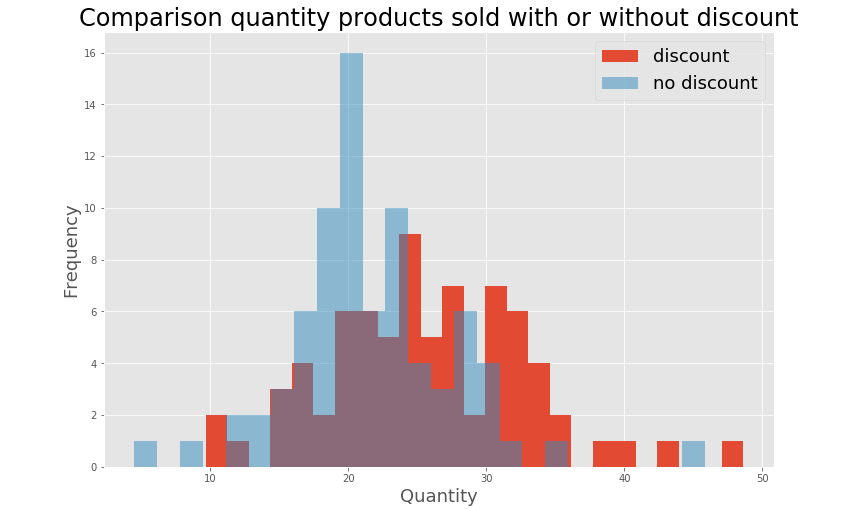 Comparison quantity products sold with or without discount
discount
no discount
16
14
12
10
8
6
4
2
0
Frequency
10
20
30
40
50
Quantity